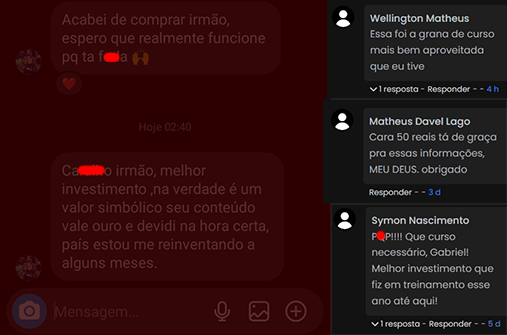 Acabei de comprar irmão,
espero que realmente funcione
pq ta f a 🙌
Hoje 02:40
Ca o irmão, melhor
investimento ,na verdade é um
valor simbólico seu conteúdo
vale ouro e devidi na hora certa,
país estou me reinventando a
alguns meses.
Mensagem...
Wellington Matheus
Essa foi a grana de curso
mais bem aproveitada
que eu tive
1 resposta - Responder - - 4 h
Matheus Davel Lago
Cara 50 reais tá de graça
pra essas informações,
MEU DEUS. obrigado
Responder - - 3 d
Symon Nascimento
P P!!!! Que curso
necessário, Gabriel!
Melhor investimento que
fiz em treinamento esse
ano até aqui!
1 resposta - Responder - - 5 d